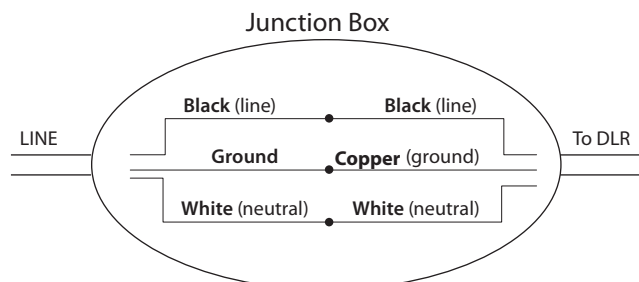 Junction Box
Black (line) Black (line)
LINE To DLR
Ground Copper (ground)
White (neutral) White (neutral)